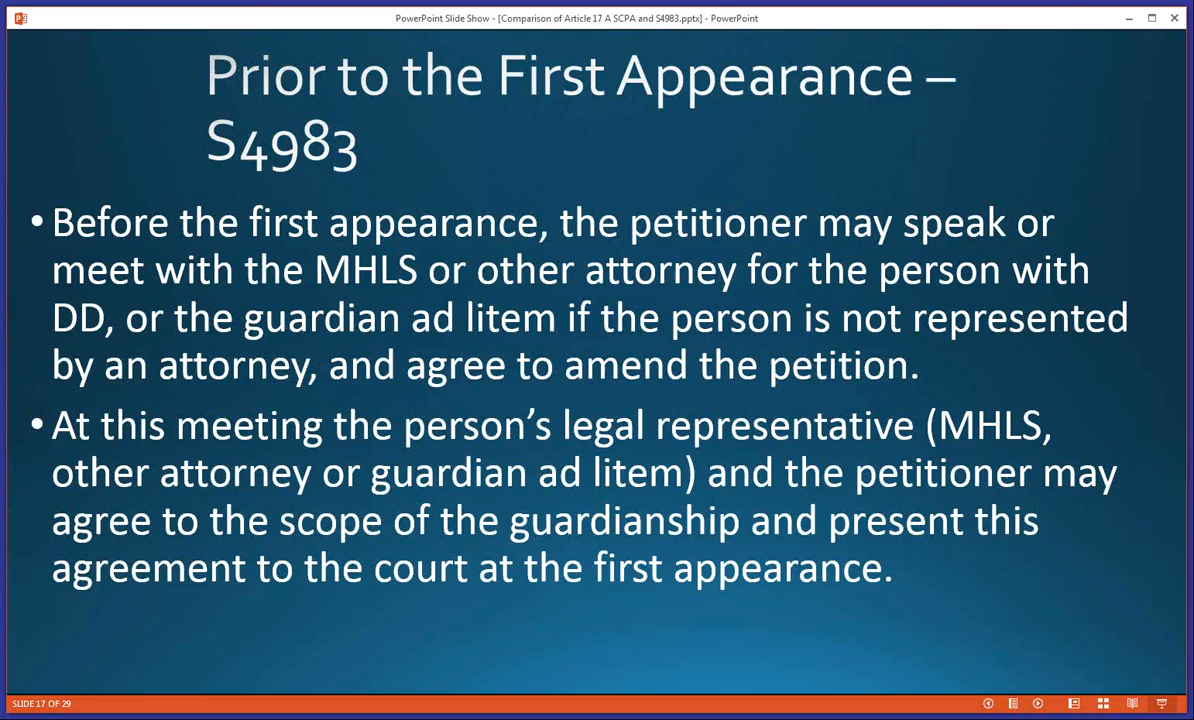 PowerPoint Slide Show - [Comparison of Article 17 A SCPA and S4983.pptx] - PowerPoint
Prior to the First Appearance –
S4983
• Before the first appearance, the petitioner may speak or
meet with the MHLS or other attorney for the person with
DD, or the guardian ad litem if the person is not represented
by an attorney, and agree to amend the petition.
• At this meeting the person’s legal representative (MHLS,
other attorney or guardian ad litem) and the petitioner may
agree to the scope of the guardianship and present this
agreement to the court at the first appearance.
SLIDE 17 OF 29